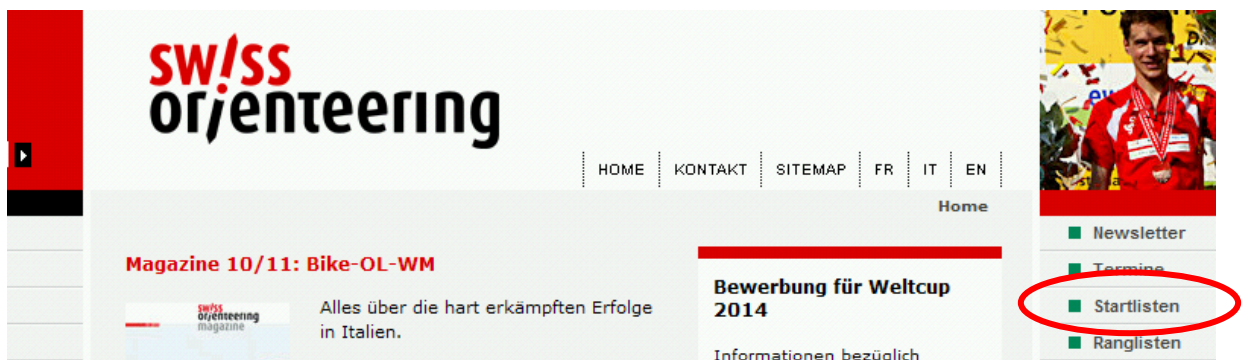 swiss
orienteering
HOME KONTAKT SITEMAP FR IT EN
Home
Newsletter
Termine
Startlisten
Ranglisten
Magazine 10/11: Bike-OL-WM
swiss
orienteering
magazine
Alles über die hart erkämpften Erfolge
in Italien.
Bewerbung für Weltcup
2014
Informationen bezüglich